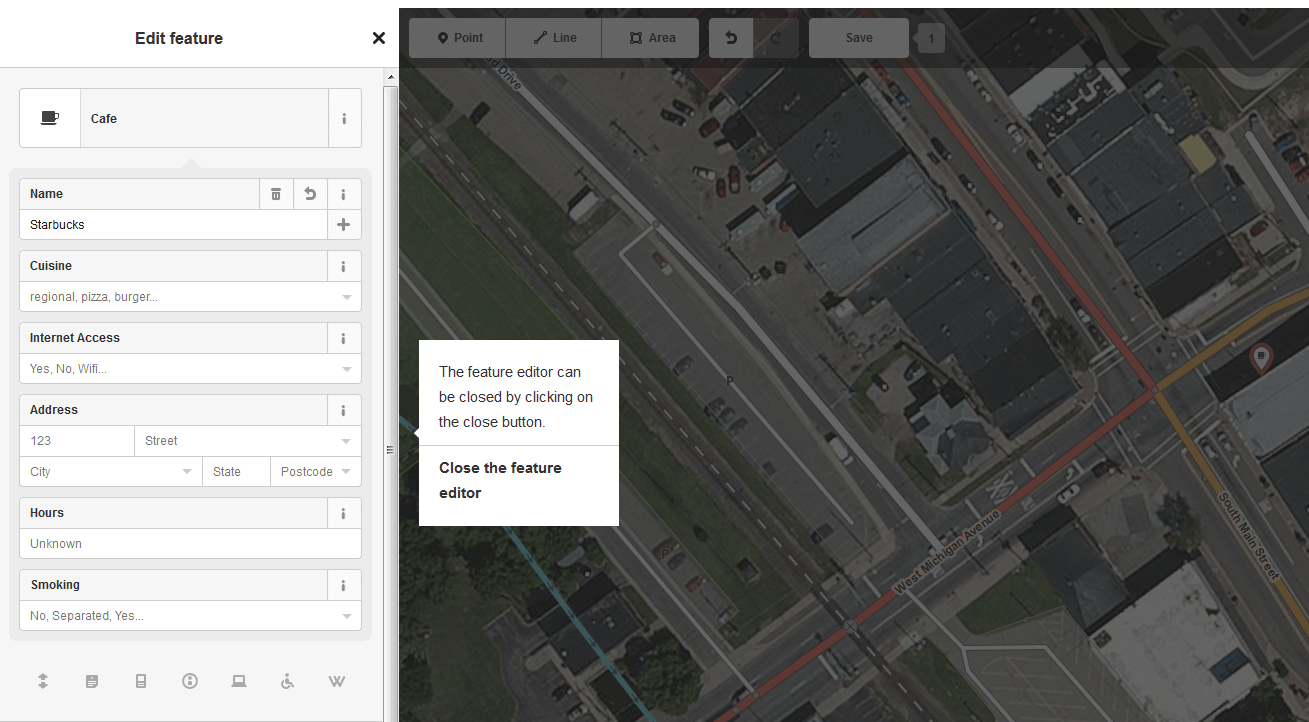 Edit feature
Point
Line
Area
Save
1
Cafe
Name
Starbucks
Cuisine
regional, pizza, burger...
Internet Access
Yes, No, Wifi...
Address
123
Street
City
State
Postcode
Hours
Unknown
Smoking
No, Separated, Yes...
The feature editor can
be closed by clicking on
the close button.
Close the feature
editor
Drive
P
P
West Michigan Avenue
South Main Street